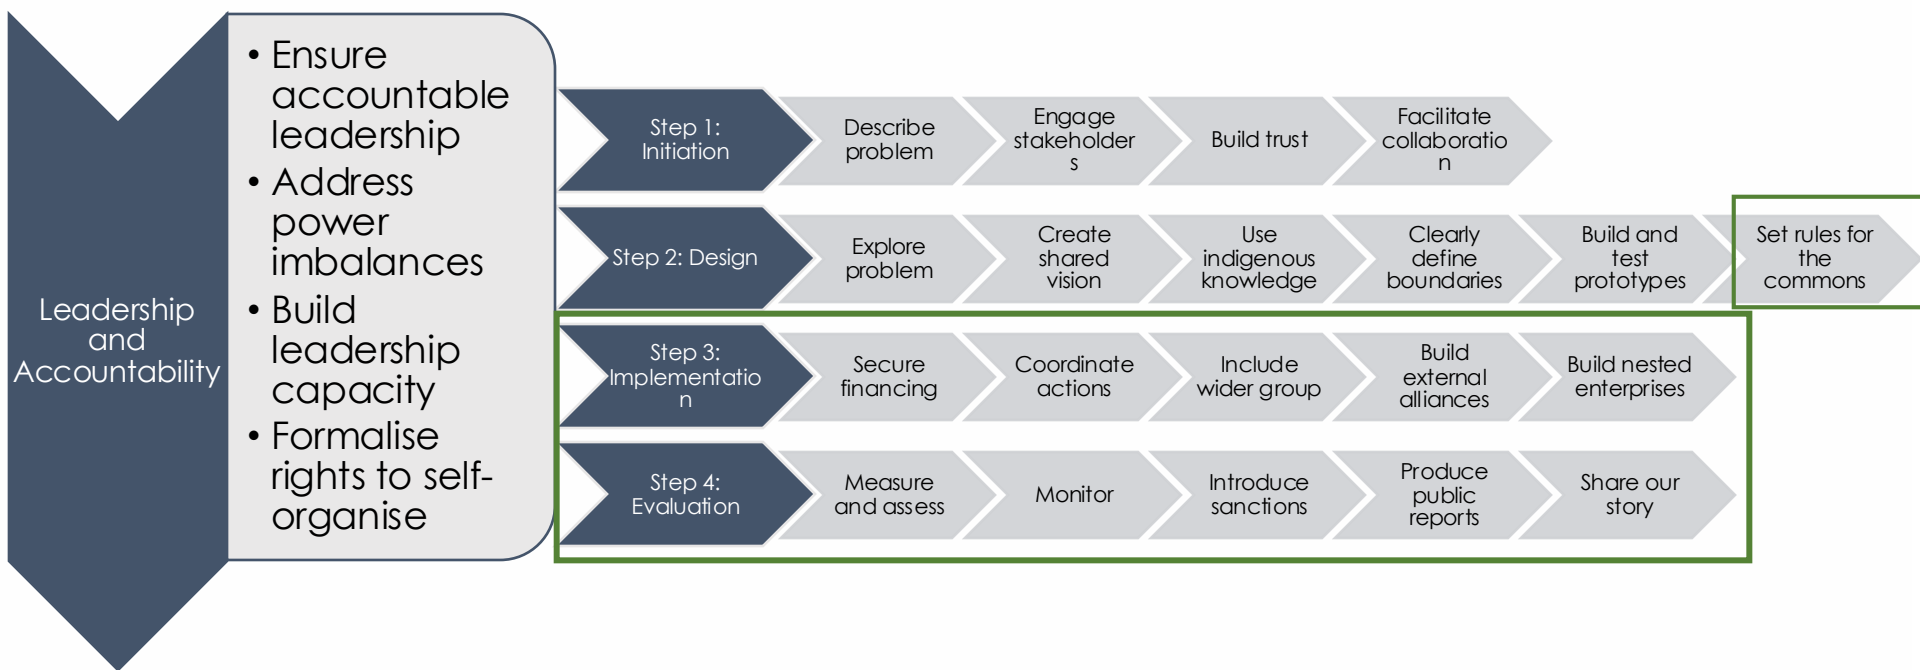 Leadership
and
Accountability
• Ensure
accountable
leadership
• Address
power
imbalances
• Build
leadership
capacity
• Formalise
rights to self-
organise
Step 1:
Initiation
Describe
problem
Engage
stakeholder
s
Build trust
Facilitate
collaboratio
n
Step 2: Design
Explore
problem
Create
shared
vision
Use
indigenous
knowledge
Clearly
define
boundaries
Build and
test
prototypes
Set rules for
the
commons
Step 3:
Implementatio
n
Secure
financing
Coordinate
actions
Include
wider group
Build
external
alliances
Build nested
enterprises
Step 4:
Evaluation
Measure
and assess
Monitor
Introduce
sanctions
Produce
public
reports
Share our
story